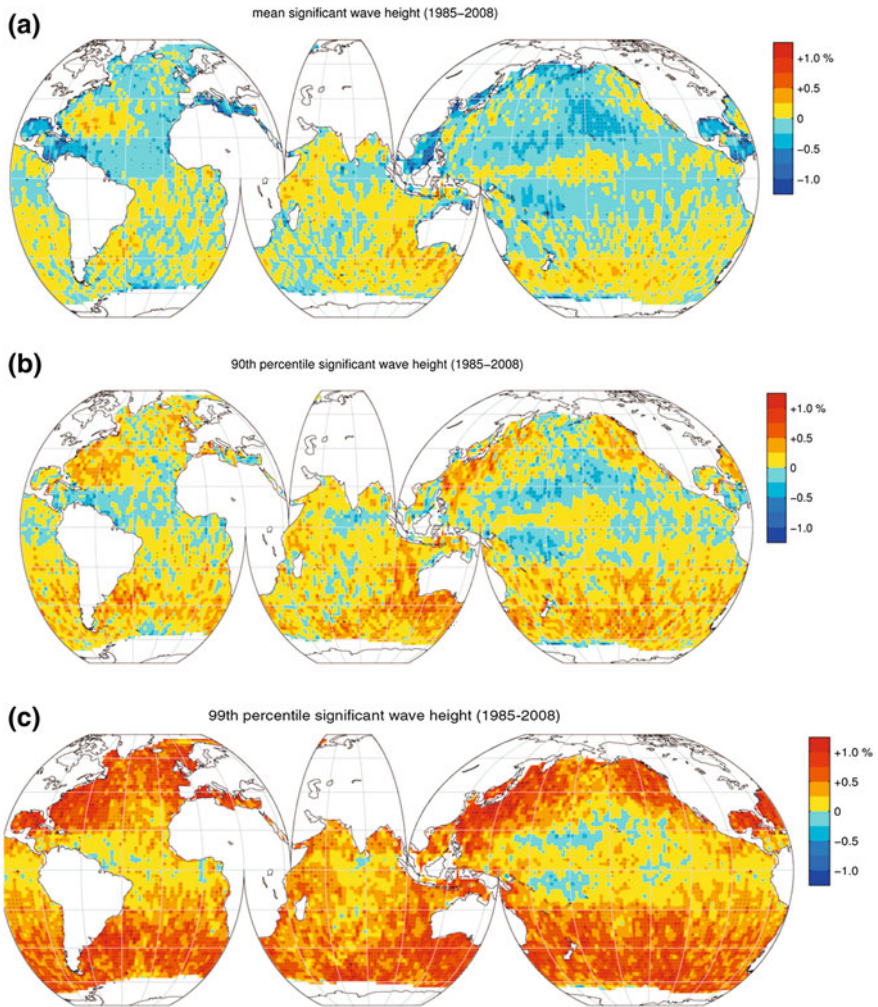 (a)
mean significant wave height (1985−2008)
+1.0 %
+0.5
0
−0.5
−1.0
(b)
90th percentile significant wave height (1985−2008)
+1.0 %
+0.5
0
−0.5
−1.0
(c)
99th percentile significant wave height (1985-2008)
+1.0 %
+0.5
0
−0.5
−1.0